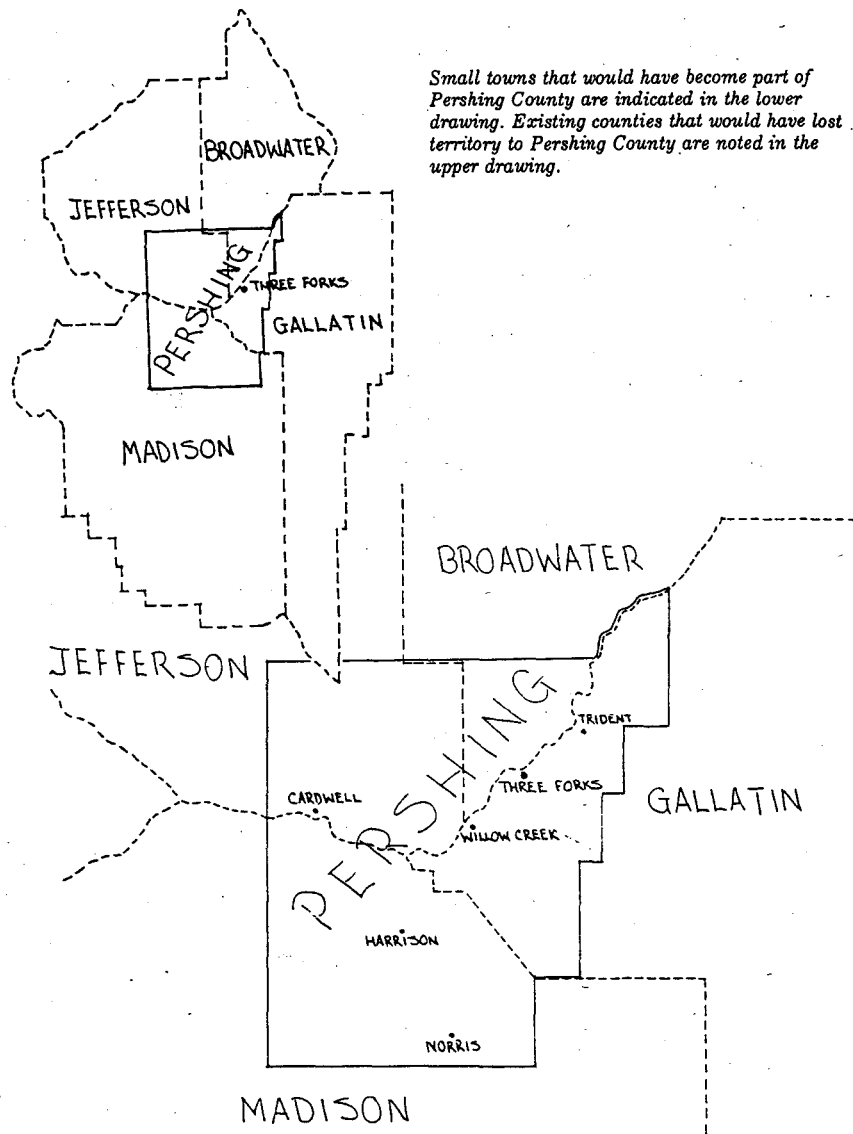 Small towns that would have become part of
Pershing County are indicated in the lower
drawing. Existing counties that would have lost
territory to Pershing County are noted in the
upper drawing.
BROADWATER
JEFFERSON
PERSHING
THREE FORKS
GALLATIN
MADISON
BROADWATER
JEFFERSON
PERSHING
TRIDENT
THREE FORKS
CARDWELL
GALLATIN
WILLOW CREEK
HARRISON
NORRIS
MADISON